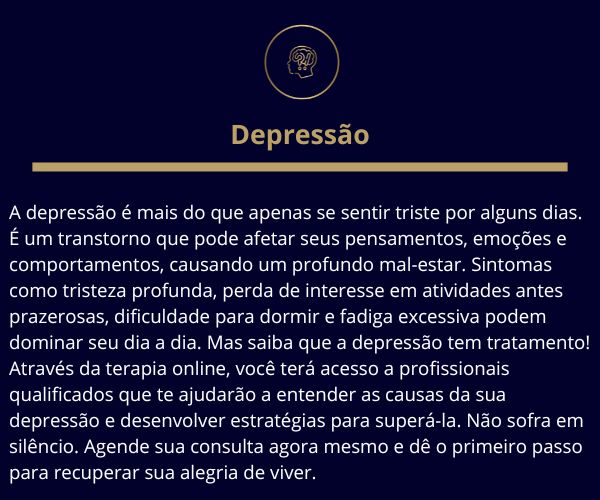 Depressão
A depressão é mais do que apenas se sentir triste por alguns dias.
É um transtorno que pode afetar seus pensamentos, emoções e
comportamentos, causando um profundo mal-estar. Sintomas
como tristeza profunda, perda de interesse em atividades antes
prazerosas, dificuldade para dormir e fadiga excessiva podem
dominar seu dia a dia. Mas saiba que a depressão tem tratamento!
Através da terapia online, você terá acesso a profissionais
qualificados que te ajudarão a entender as causas da sua
depressão e desenvolver estratégias para superá-la. Não sofra em
silêncio. Agende sua consulta agora mesmo e dê o primeiro passo
para recuperar sua alegria de viver.